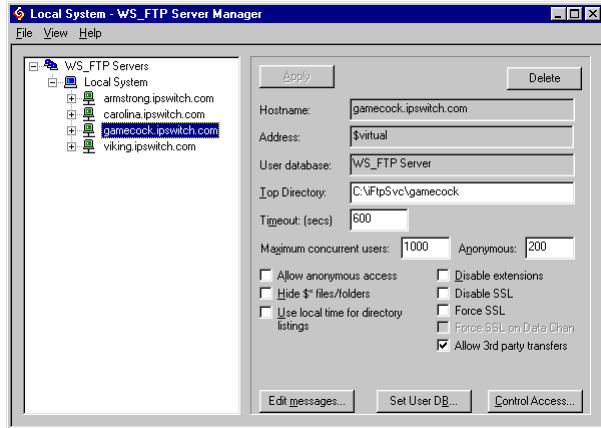 Local System - WS_FTP Server Manager
File View Help
WS_FTP Servers
Local System
armstrong.ipswitch.com
carolina.ipswitch.com
gamecock.ipswitch.com
viking.ipswitch.com
Apply
Delete
Hostname: gamecock.ipswitch.com
Address: $virtual
User database: WS_FTP Server
Top Directory: C:\iFtpSvc\gamecock
Timeout: (secs) 600
Maximum concurrent users: 1000 Anonymous: 200
Allow anonymous access
Hide $* files/folders
Use local time for directory
listings
Disable extensions
Disable SSL
Force SSL
Force SSL on Data Chan
Allow 3rd party transfers
Edit messages... Set User DB... Control Access...